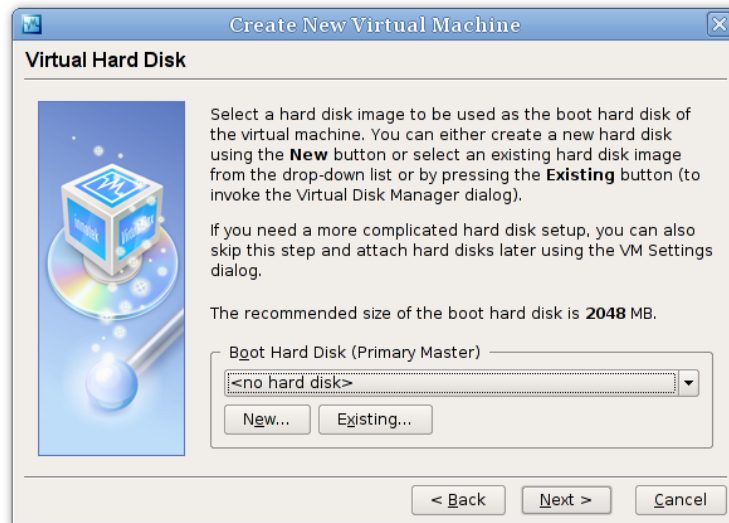 Create New Virtual Machine
Virtual Hard Disk
Select a hard disk image to be used as the boot hard disk of
the virtual machine. You can either create a new hard disk
using the New button or select an existing hard disk image
from the drop-down list or by pressing the Existing button (to
invoke the Virtual Disk Manager dialog).
If you need a more complicated hard disk setup, you can also
skip this step and attach hard disks later using the VM Settings
dialog.
The recommended size of the boot hard disk is 2048 MB.
innotek
VirtualBox
Boot Hard Disk (Primary Master)
<no hard disk>
New...
Existing...
< Back
Next >
Cancel